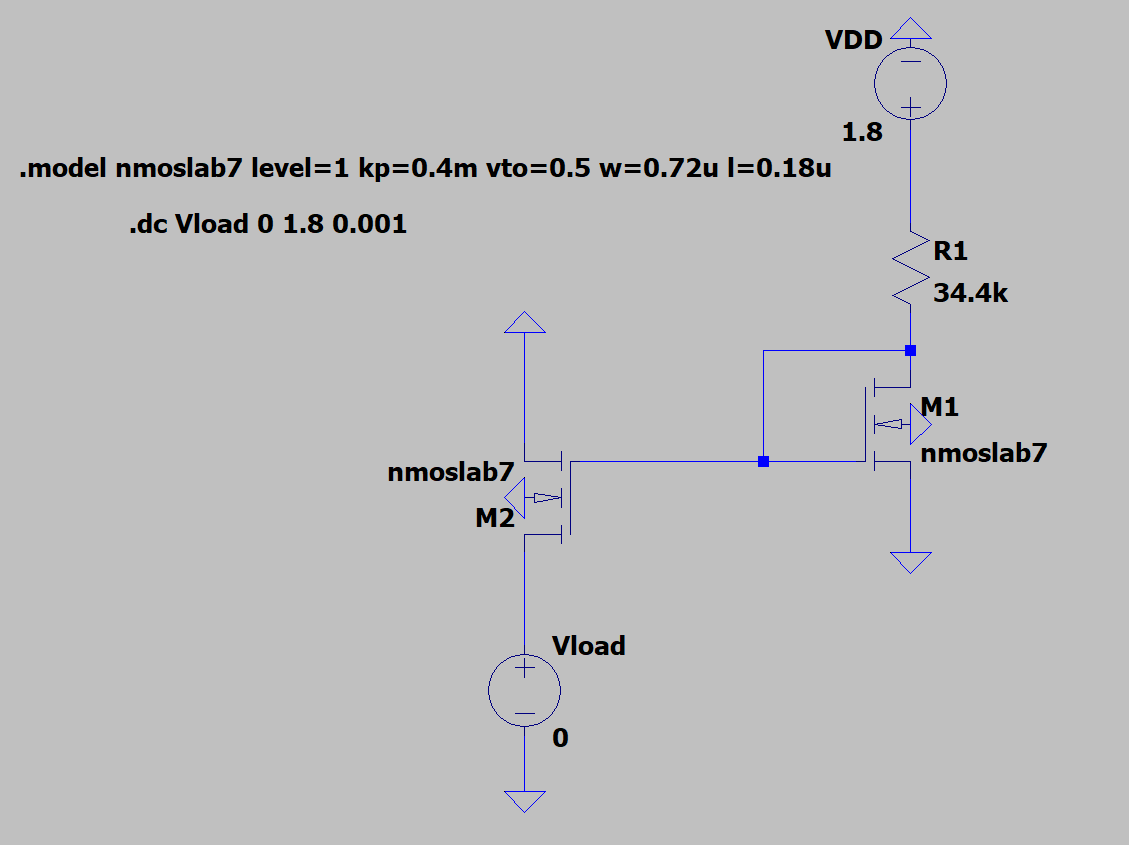 VDD
1.8
.model nmoslab7 level=1 kp=0.4m vto=0.5 w=0.72u l=0.18u
.dc Vload 0 1.8 0.001
R1
34.4k
M1
nmoslab7
nmoslab7
M2
Vload
0